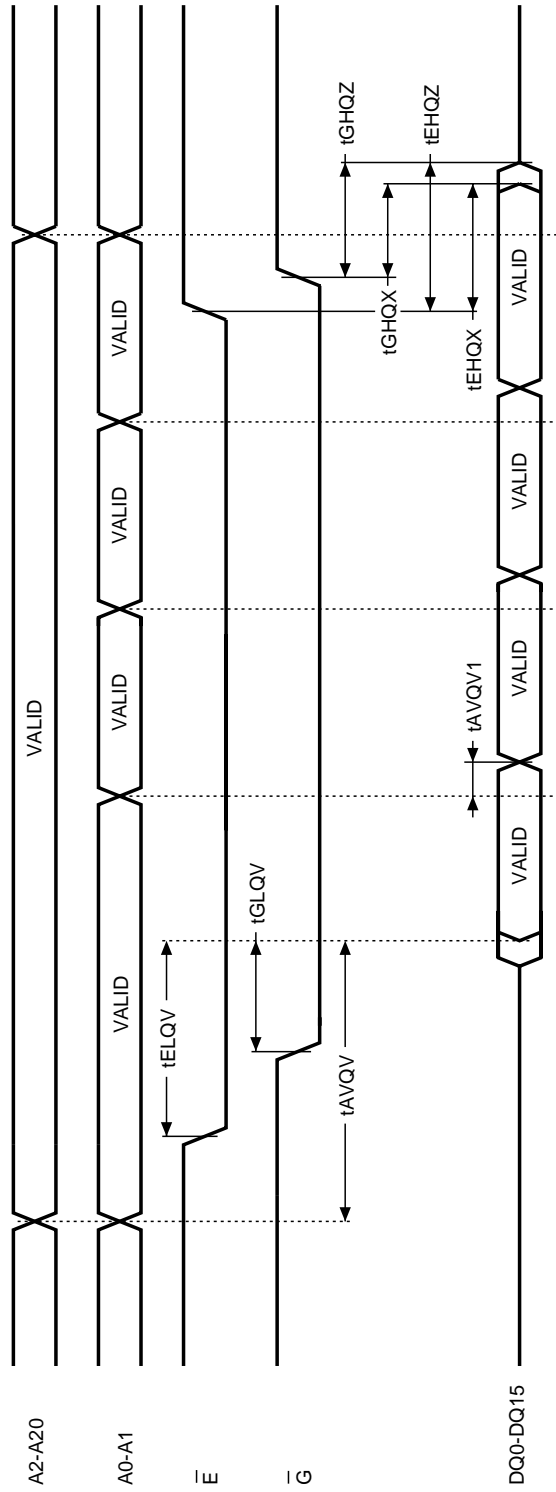 A2-A20
VALID
A0-A1
VALID
VALID
VALID
VALID
E
tELQV
G
tGLQV
tAVQV
tGHQZ
tGHQX
tEHQZ
tEHQX
tAVQV1
DQ0-DQ15
VALID
VALID
VALID
VALID